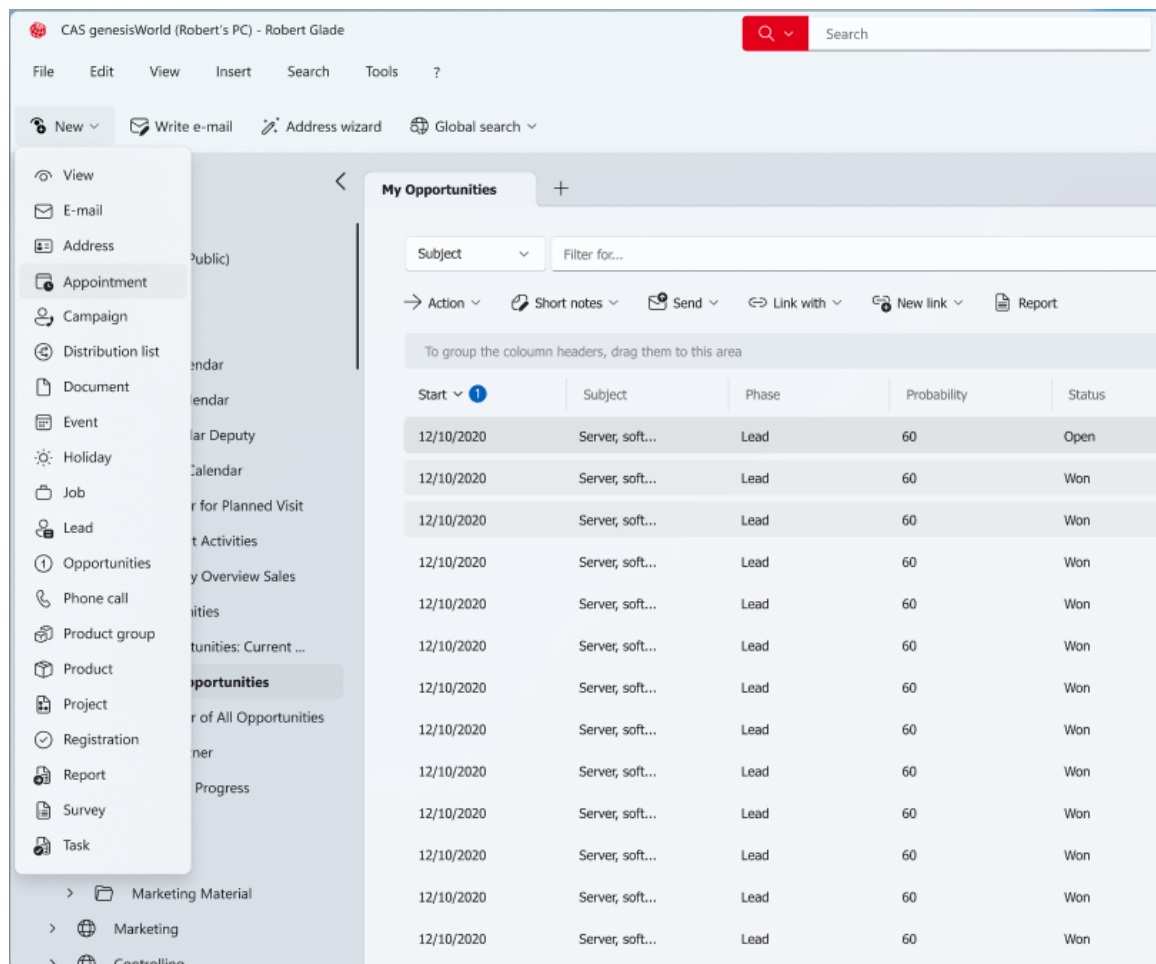 CAS genesisWorld (Robert's PC) - Robert Glade
Search
File Edit View Insert Search Tools ?
New Write e-mail Address wizard Global search
View
E-mail
Address
Appointment
Campaign
Distribution list
Document
Event
Holiday
Job
Lead
Opportunities
Phone call
Product group
Product
Project
Registration
Report
Survey
Task
Public)
endar
lendar
lar Deputy
Calendar
r for Planned Visit
t Activities
y Overview Sales
ities
tunities: Current ...
pportunities
r of All Opportunities
ner
Progress
Marketing Material
Marketing
Controlling
My Opportunities
Subject Filter for...
Action Short notes Send Link with New link Report
To group the coloumn headers, drag them to this area
Start 1 Subject Phase Probability Status
12/10/2020 Server, soft... Lead 60 Open
12/10/2020 Server, soft... Lead 60 Won
12/10/2020 Server, soft... Lead 60 Won
12/10/2020 Server, soft... Lead 60 Won
12/10/2020 Server, soft... Lead 60 Won
12/10/2020 Server, soft... Lead 60 Won
12/10/2020 Server, soft... Lead 60 Won
12/10/2020 Server, soft... Lead 60 Won
12/10/2020 Server, soft... Lead 60 Won
12/10/2020 Server, soft... Lead 60 Won
12/10/2020 Server, soft... Lead 60 Won
12/10/2020 Server, soft... Lead 60 Won
12/10/2020 Server, soft... Lead 60 Won